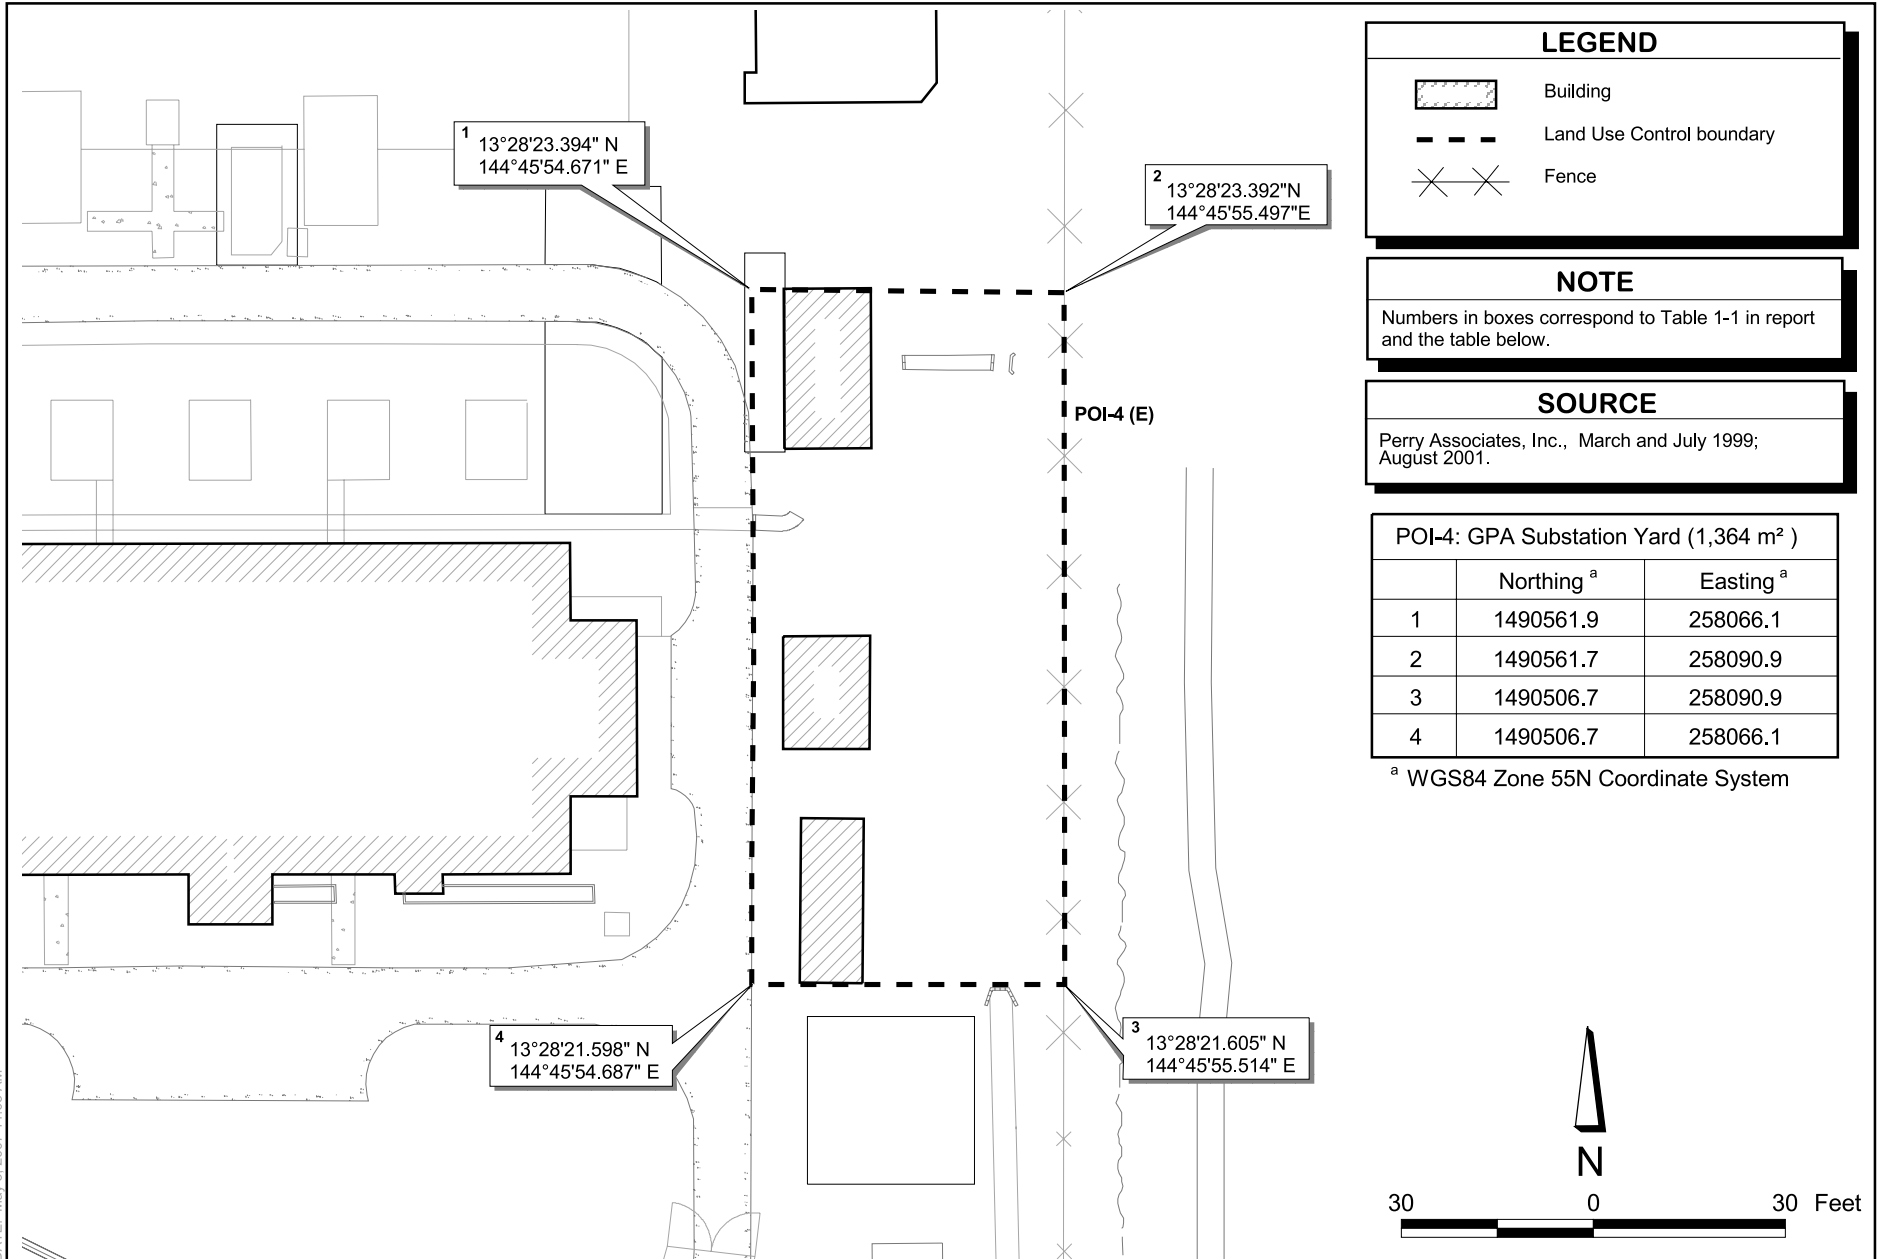 1
13°28'23.394" N
144°45'54.671" E
2
13°28'23.392"N
144°45'55.497"E
POI-4 (E)
4
13°28'21.598" N
144°45'54.687" E
3
13°28'21.605" N
144°45'55.514" E
LEGEND
Building
Land Use Control boundary
Fence
NOTE
Numbers in boxes correspond to Table 1-1 in report
and the table below.
SOURCE
Perry Associates, Inc., March and July 1999;
August 2001.
POI-4: GPA Substation Yard (1,364 m² )
Northing a Easting a
1 1490561.9 258066.1
2 1490561.7 258090.9
3 1490506.7 258090.9
4 1490506.7 258066.1
a WGS84 Zone 55N Coordinate System
N
30 0 30 Feet